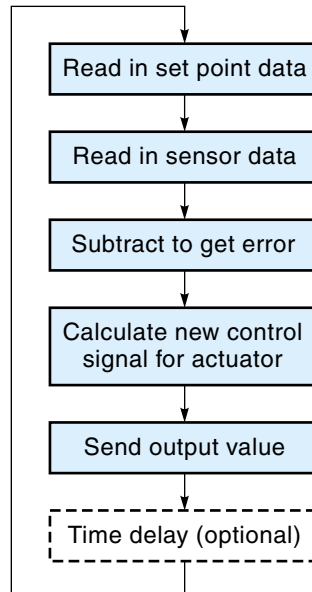 Read in set point data
Read in sensor data
Subtract to get error
Calculate new control
signal for actuator
Send output value
Time delay (optional)